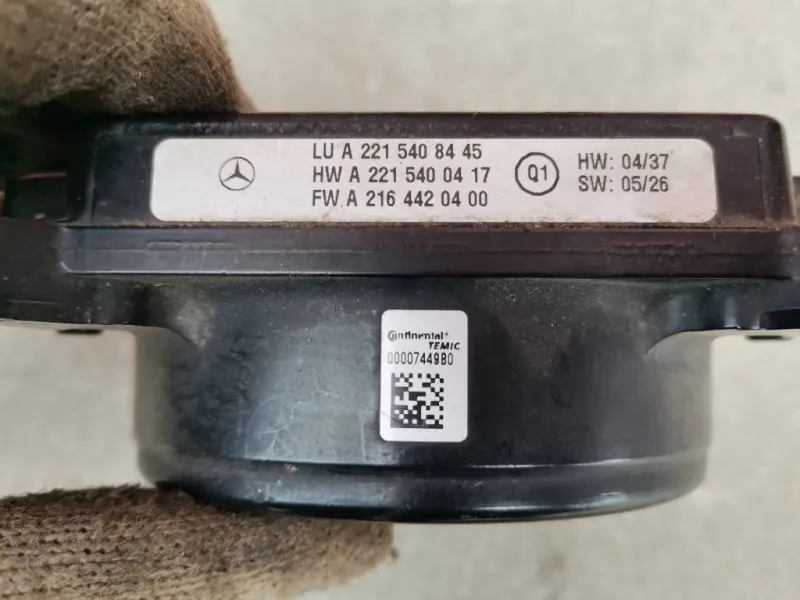 LU A 221 540 84 45
HW A 221 540 04 17
FW A 216 442 04 00
Q1
HW: 04/37
SW: 05/26
Continental
TEMIC
0000744980